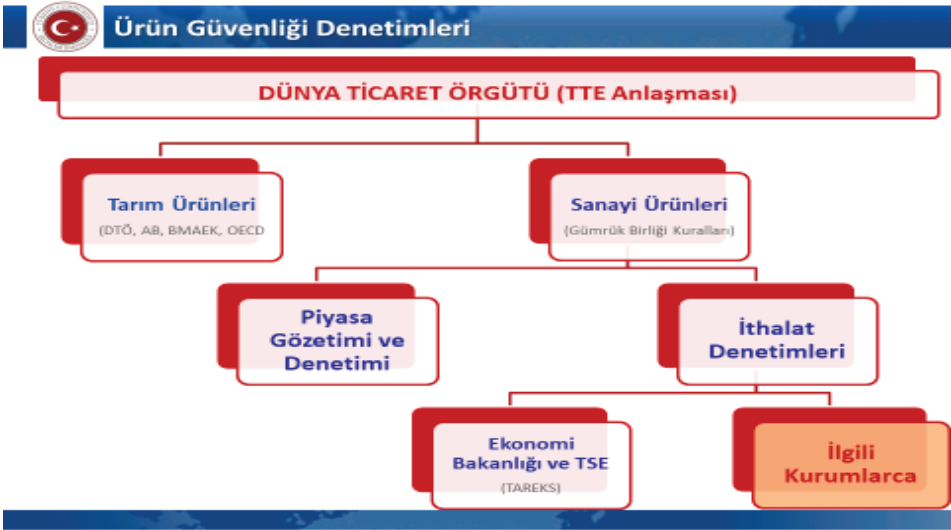 Ürün Güvenliği Denetimleri
DÜNYA TİCARET ÖRGÜTÜ (TTE Anlaşması)
Tarım Ürünleri
(DTÖ, AB, BMAEK, OECD
Sanayi Ürünleri
(Gümrük Birliği Kuralları)
Piyasa
Gözetimi ve
Denetimi
İthalat
Denetimleri
Ekonomi
Bakanlığı ve TSE
(TAREKS)
İlgili
Kurumlarca